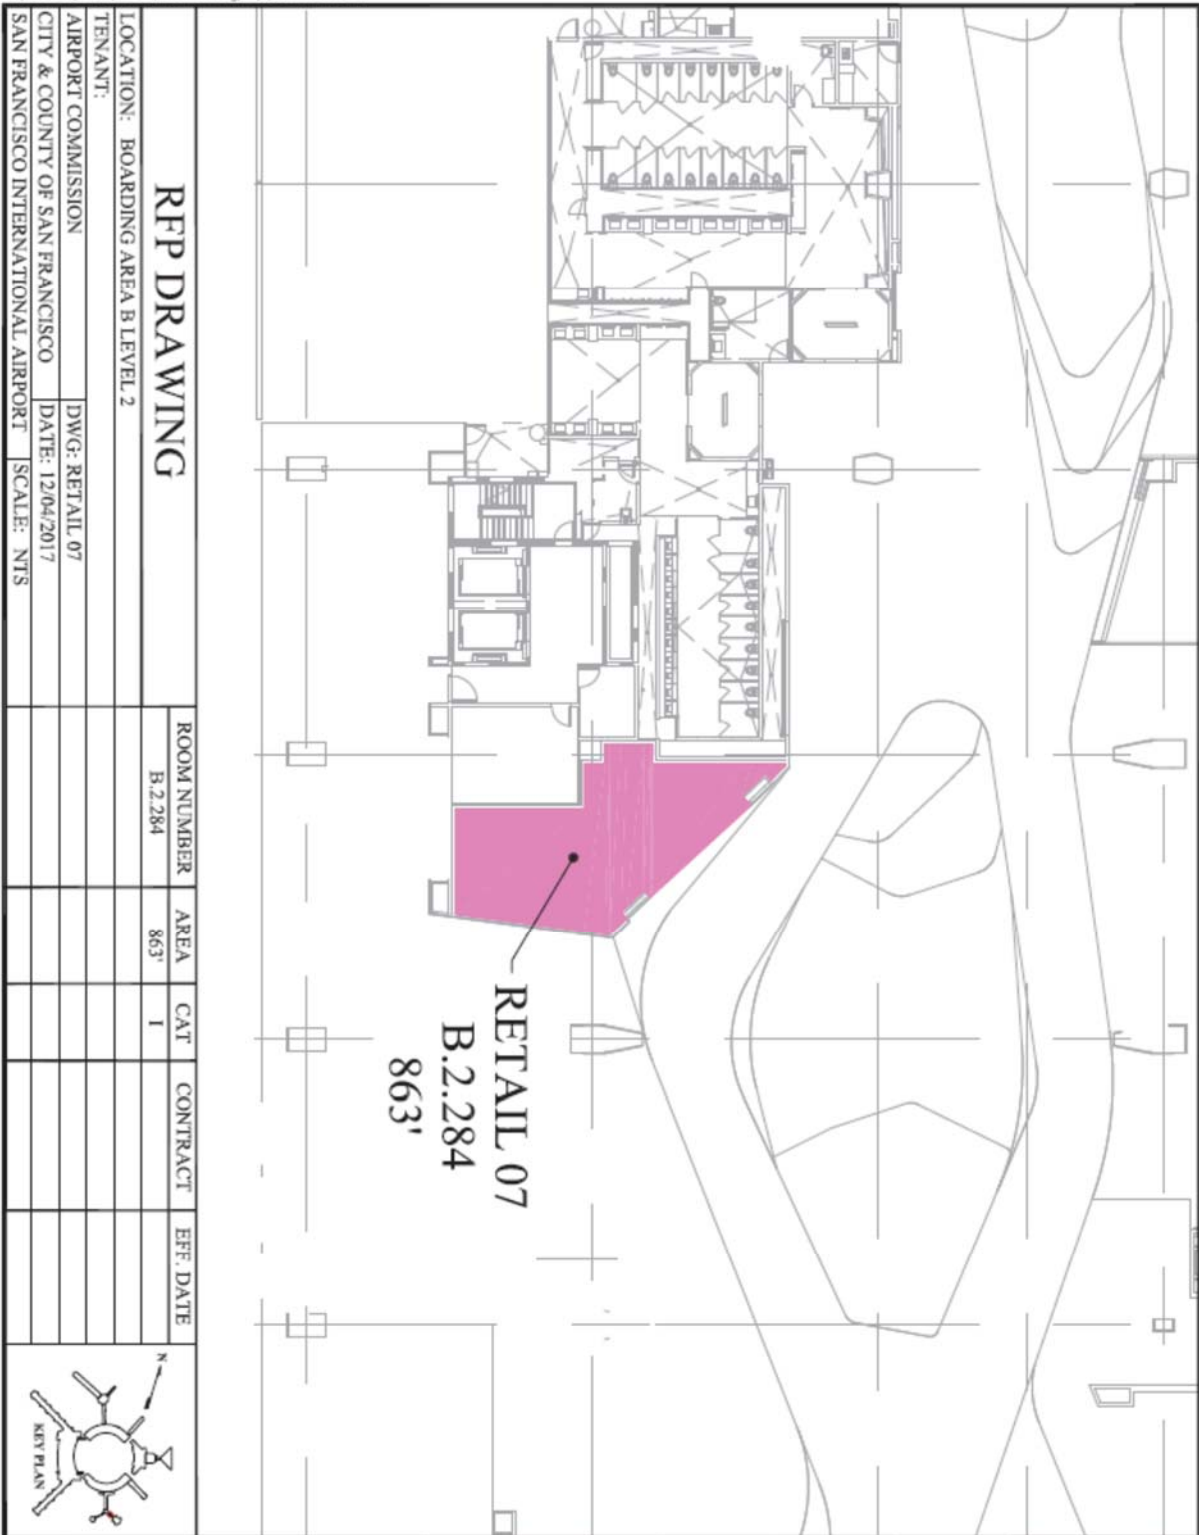 RETAIL 07
B.2.284
863'
RFP DRAWING
LOCATION: BOARDING AREA B LEVEL 2
TENANT:
AIRPORT COMMISSION DWG: RETAIL 07
CITY & COUNTY OF SAN FRANCISCO DATE: 12/04/2017
SAN FRANCISCO INTERNATIONAL AIRPORT SCALE: NTS
ROOM NUMBER AREA CAT CONTRACT EFF. DATE
B.2.284 863' I
N
KEY PLAN